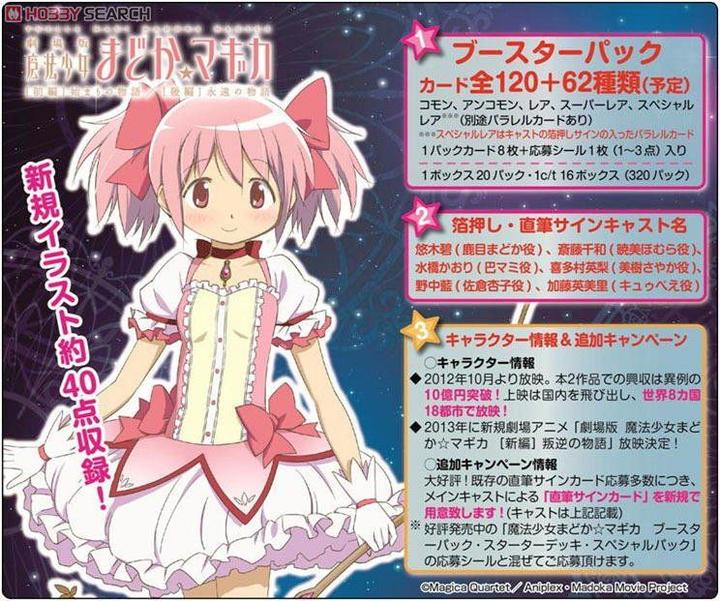 HOBBY SEARCH
PUELLA MAGI MADOKA MAGICA
劇場版
魔法少女まどか☆マギカ
[前編]始まりの物語／[後編]永遠の物語
新規イラスト約40点収録！
1 ブースターパック
カード全120＋62種類(予定)
コモン、アンコモン、レア、スーパーレア、スペシャル
レア※※※(別途パラレルカードあり)
※※※スペシャルレアはキャストの箔押しサインの入ったパラレルカード
1パックカード8枚＋応募シール1枚(1～3点)入り
1ボックス20パック・1c/t 16ボックス(320パック)
2 箔押し・直筆サインキャスト名
悠木碧(鹿目まどか役)、斎藤千和(暁美ほむら役)、
水橋かおり(巴マミ役)、喜多村英梨(美樹さやか役)、
野中藍(佐倉杏子役)、加藤英美里(キュゥべえ役)
3 キャラクター情報＆追加キャンペーン
○キャラクター情報
◆2012年10月より放映。本2作品での興収は異例の
10億円突破！上映は国内を飛び出し、世界8カ国
18都市で放映！
◆2013年に新規劇場アニメ「劇場版 魔法少女まど
か☆マギカ [新編] 叛逆の物語」放映決定！
○追加キャンペーン情報
大好評！既存の直筆サインカード応募多数につき、
メインキャストによる「直筆サインカード」を新規で
用意致します！(キャストは上記記載)
※好評発売中の「魔法少女まどか☆マギカ ブースター
パック・スターターデッキ・スペシャルパック」
の応募シールと混ぜてご応募頂けます。
©Magica Quartet／Aniplex・Madoka Movie Project